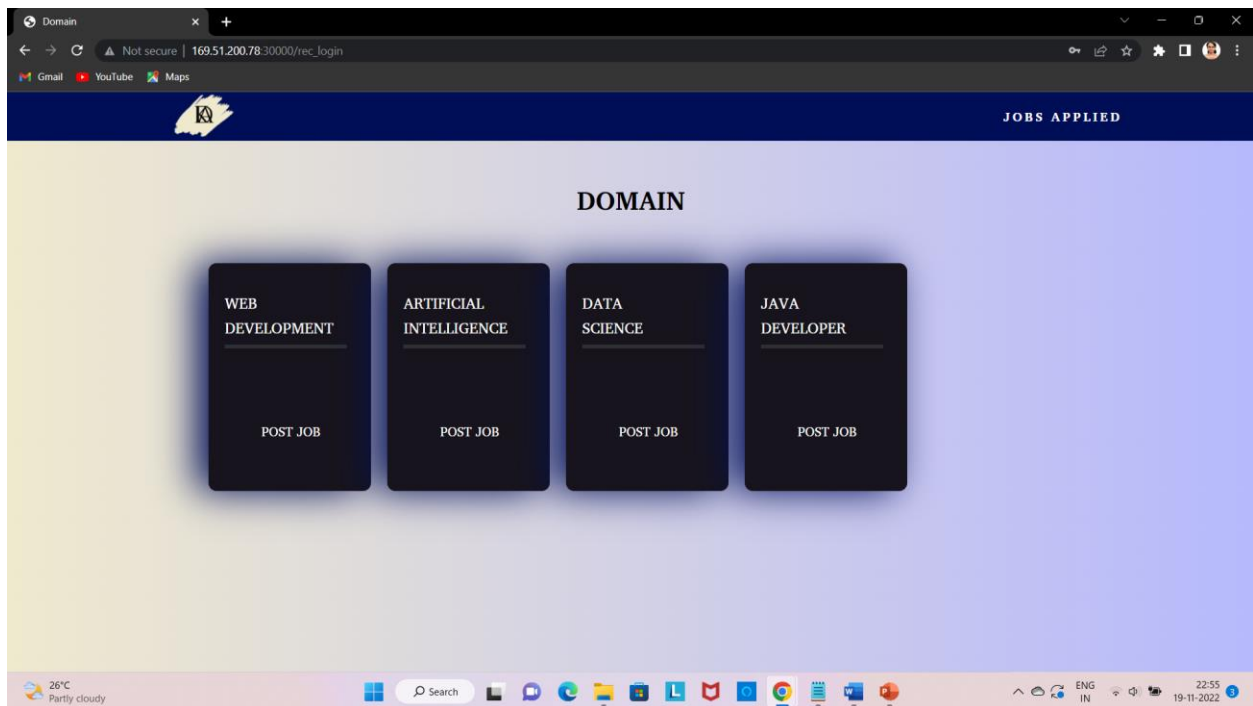 Domain
Not secure | 169.51.200.78:30000/rec_login
Gmail YouTube Maps
JOBS APPLIED
DOMAIN
WEB
DEVELOPMENT
POST JOB
ARTIFICIAL
INTELLIGENCE
POST JOB
DATA
SCIENCE
POST JOB
JAVA
DEVELOPER
POST JOB
26°C
Partly cloudy
Search
ENG
IN
22:55
19-11-2022
3